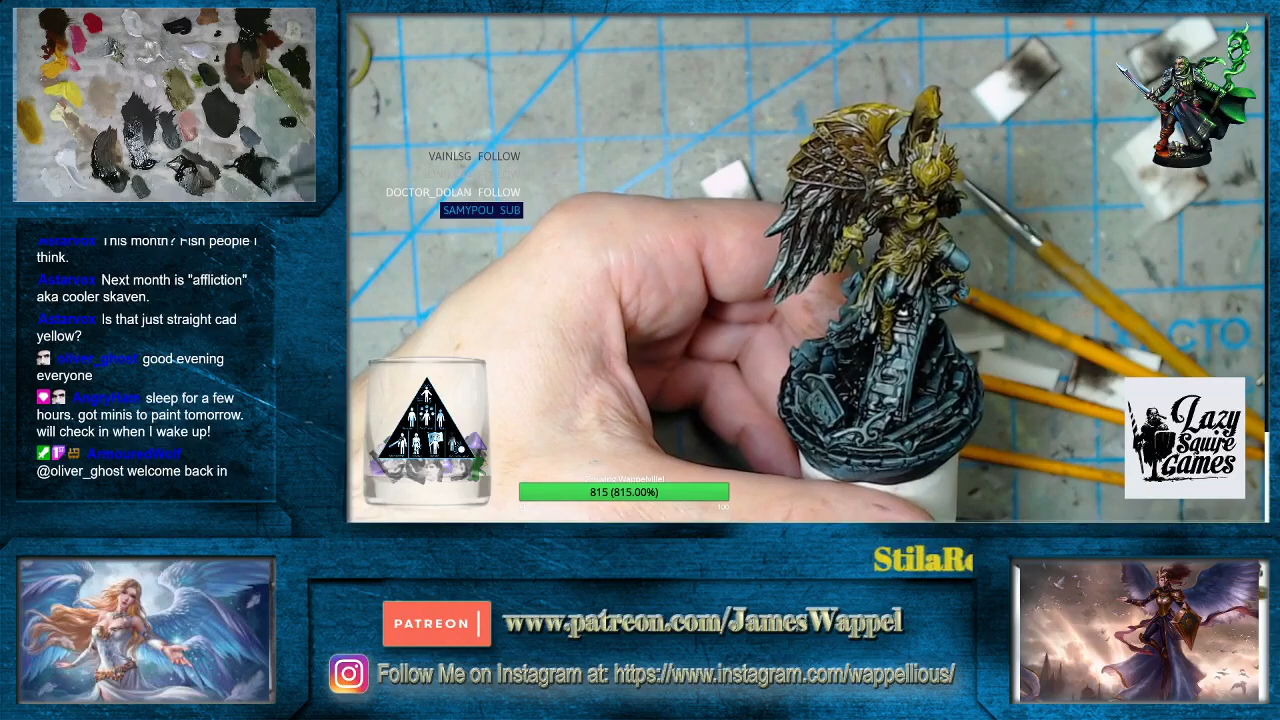 VAINLSG FOLLOW
DOCTOR_DOLAN FOLLOW
SAMYPOU SUB
This month? Fish people I
think.
Next month is "affliction"
aka cooler skaven.
Is that just straight cad
yellow?
oliver_ghost good evening
everyone
sleep for a few
hours. got minis to paint tomorrow.
will check in when I wake up!
ArmouredWolf
@oliver_ghost welcome back in
815 (815.00%)
100
Lazy
Squire
Games
PATREON
www.patreon.com/JamesWappel
Follow Me on Instagram at: https://www.instagram.com/wappellious/